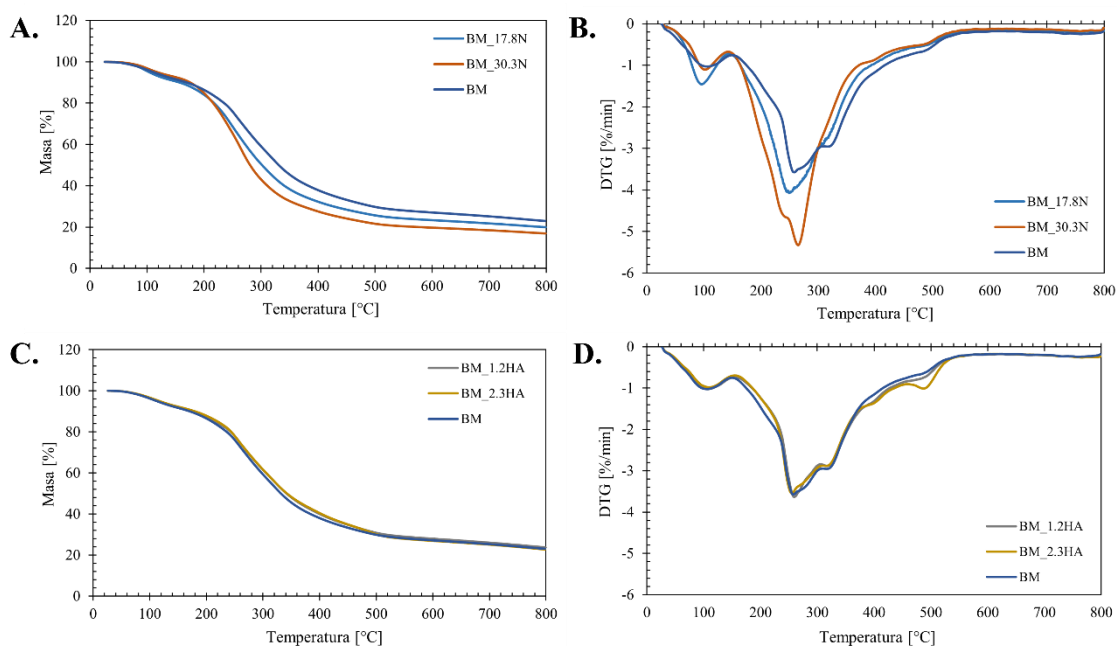 A.
120
100
80
60
40
20
0
Masa [%]
BM_17.8N
BM_30.3N
BM
0 100 200 300 400 500 600 700 800
Temperatura [°C]
B.
0
-1
-2
-3
-4
-5
-6
DTG [%/min]
BM_17.8N
BM_30.3N
BM
0 100 200 300 400 500 600 700 800
Temperatura [°C]
C.
120
100
80
60
40
20
0
Masa [%]
BM_1.2HA
BM_2.3HA
BM
0 100 200 300 400 500 600 700 800
Temperatura [°C]
D.
0
-1
-2
-3
-4
-5
-6
DTG [%/min]
BM_1.2HA
BM_2.3HA
BM
0 100 200 300 400 500 600 700 800
Temperatura [°C]